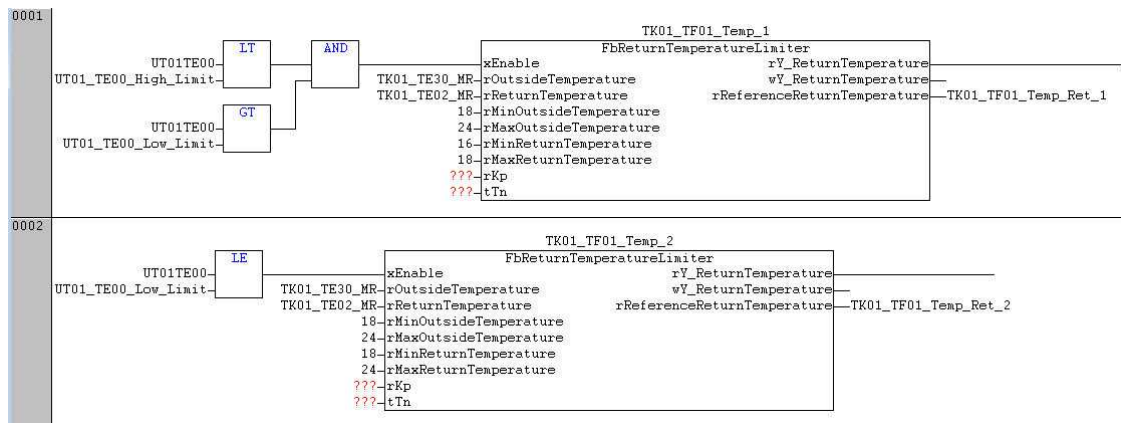 0001
TK01_TF01_Temp_1
LT AND FbReturnTemperatureLimiter
UT01TE00 xEnable rY_ReturnTemperature
UT01_TE00_High_Limit TK01_TE30_MR rOutsideTemperature wY_ReturnTemperature
TK01_TE02_MR rReturnTemperature rReferenceReturnTemperature TK01_TF01_Temp_Ret_1
GT 18 rMinOutsideTemperature
UT01TE00 24 rMaxOutsideTemperature
UT01_TE00_Low_Limit 16 rMinReturnTemperature
18 rMaxReturnTemperature
??? rKp
??? tTn
0002
TK01_TF01_Temp_2
LE FbReturnTemperatureLimiter
UT01TE00 xEnable rY_ReturnTemperature
UT01_TE00_Low_Limit TK01_TE30_MR rOutsideTemperature wY_ReturnTemperature
TK01_TE02_MR rReturnTemperature rReferenceReturnTemperature TK01_TF01_Temp_Ret_2
18 rMinOutsideTemperature
24 rMaxOutsideTemperature
18 rMinReturnTemperature
24 rMaxReturnTemperature
??? rKp
??? tTn